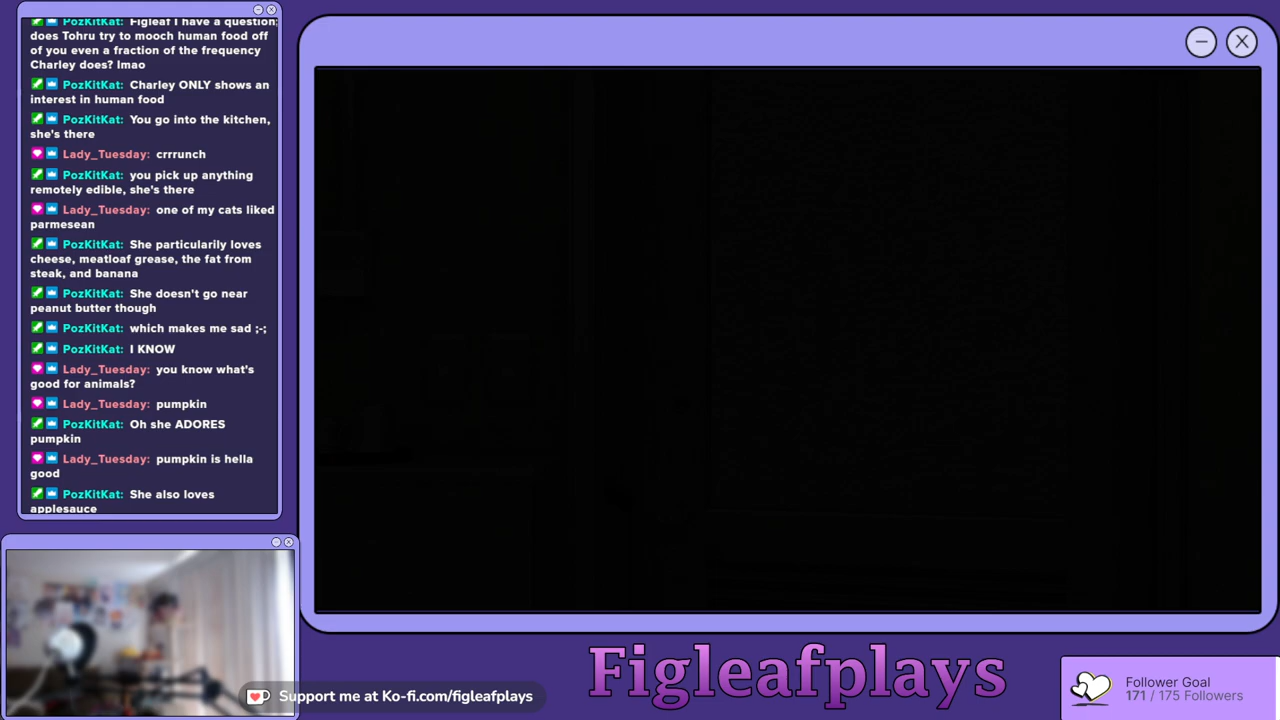 PozKitKat: Figleaf I have a question;
does Tohru try to mooch human food off
of you even a fraction of the frequency
Charley does? lmao
PozKitKat: Charley ONLY shows an
interest in human food
PozKitKat: You go into the kitchen,
she's there
Lady_Tuesday: crrrunch
PozKitKat: you pick up anything
remotely edible, she's there
Lady_Tuesday: one of my cats liked
parmesean
PozKitKat: She particularily loves
cheese, meatloaf grease, the fat from
steak, and banana
PozKitKat: She doesn't go near
peanut butter though
PozKitKat: which makes me sad ;-;
PozKitKat: I KNOW
Lady_Tuesday: you know what's
good for animals?
Lady_Tuesday: pumpkin
PozKitKat: Oh she ADORES
pumpkin
Lady_Tuesday: pumpkin is hella
good
PozKitKat: She also loves
applesauce
Support me at Ko-fi.com/figleafplays
Figleafplays
Follower Goal
171 / 175 Followers